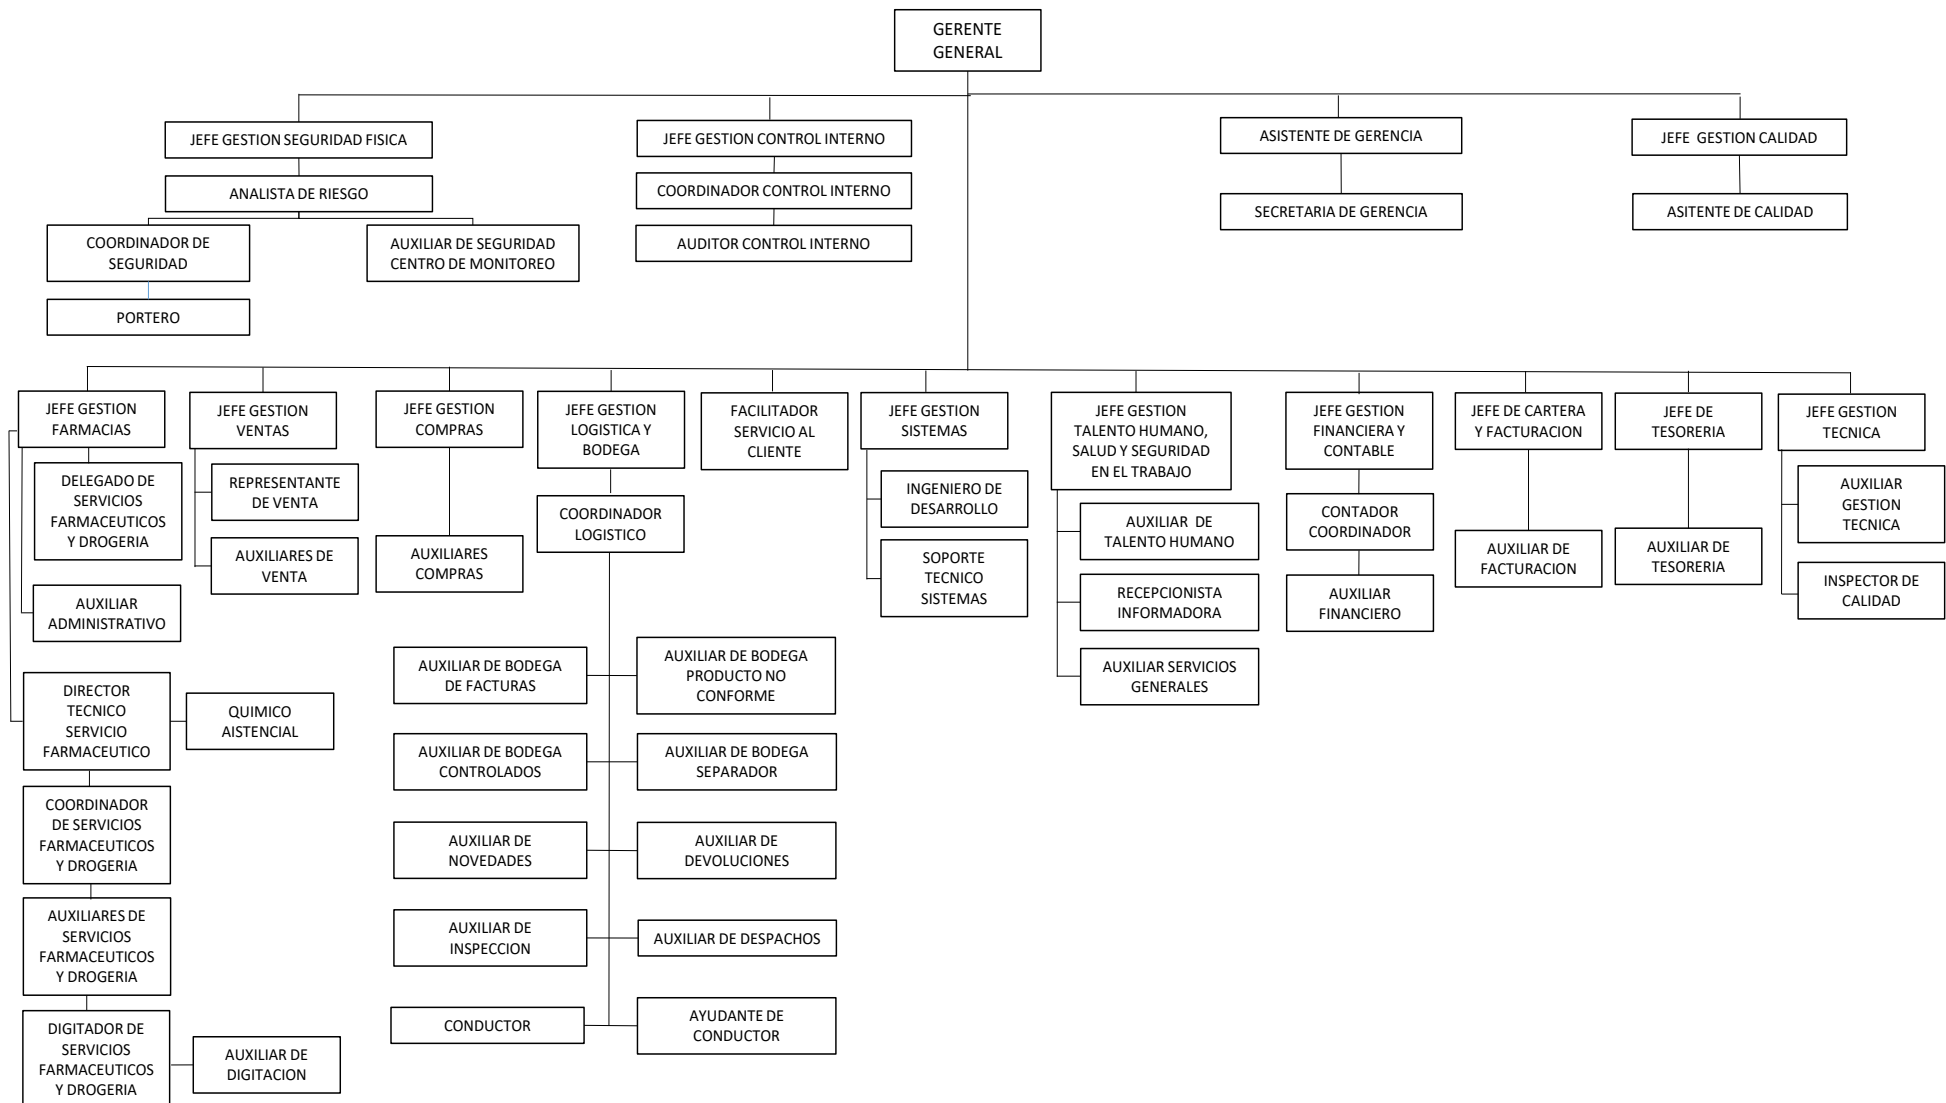 GERENTE
GENERAL
JEFE GESTION SEGURIDAD FISICA
JEFE GESTION CONTROL INTERNO
ASISTENTE DE GERENCIA
JEFE GESTION CALIDAD
ANALISTA DE RIESGO
COORDINADOR CONTROL INTERNO
SECRETARIA DE GERENCIA
ASITENTE DE CALIDAD
COORDINADOR DE
SEGURIDAD
AUXILIAR DE SEGURIDAD
CENTRO DE MONITOREO
AUDITOR CONTROL INTERNO
PORTERO
JEFE GESTION
FARMACIAS
JEFE GESTION
VENTAS
JEFE GESTION
COMPRAS
JEFE GESTION
LOGISTICA Y
BODEGA
FACILITADOR
SERVICIO AL
CLIENTE
JEFE GESTION
SISTEMAS
JEFE GESTION
TALENTO HUMANO,
SALUD Y SEGURIDAD
EN EL TRABAJO
JEFE GESTION
FINANCIERA Y
CONTABLE
JEFE DE CARTERA
Y FACTURACION
JEFE DE
TESORERIA
JEFE GESTION
TECNICA
DELEGADO DE
SERVICIOS
FARMACEUTICOS
Y DROGERIA
REPRESENTANTE
DE VENTA
AUXILIARES DE
VENTA
AUXILIARES
COMPRAS
COORDINADOR
LOGISTICO
INGENIERO DE
DESARROLLO
SOPORTE
TECNICO
SISTEMAS
AUXILIAR DE
TALENTO HUMANO
RECEPCIONISTA
INFORMADORA
AUXILIAR SERVICIOS
GENERALES
CONTADOR
COORDINADOR
AUXILIAR
FINANCIERO
AUXILIAR DE
FACTURACION
AUXILIAR DE
TESORERIA
AUXILIAR
GESTION
TECNICA
INSPECTOR DE
CALIDAD
AUXILIAR
ADMINISTRATIVO
DIRECTOR
TECNICO
SERVICIO
FARMACEUTICO
QUIMICO
AISTENCIAL
COORDINADOR
DE SERVICIOS
FARMACEUTICOS
Y DROGERIA
AUXILIARES DE
SERVICIOS
FARMACEUTICOS
Y DROGERIA
DIGITADOR DE
SERVICIOS
FARMACEUTICOS
Y DROGERIA
AUXILIAR DE
DIGITACION
AUXILIAR DE BODEGA
DE FACTURAS
AUXILIAR DE BODEGA
PRODUCTO NO
CONFORME
AUXILIAR DE BODEGA
CONTROLADOS
AUXILIAR DE BODEGA
SEPARADOR
AUXILIAR DE
NOVEDADES
AUXILIAR DE
DEVOLUCIONES
AUXILIAR DE
INSPECCION
AUXILIAR DE DESPACHOS
CONDUCTOR
AYUDANTE DE
CONDUCTOR